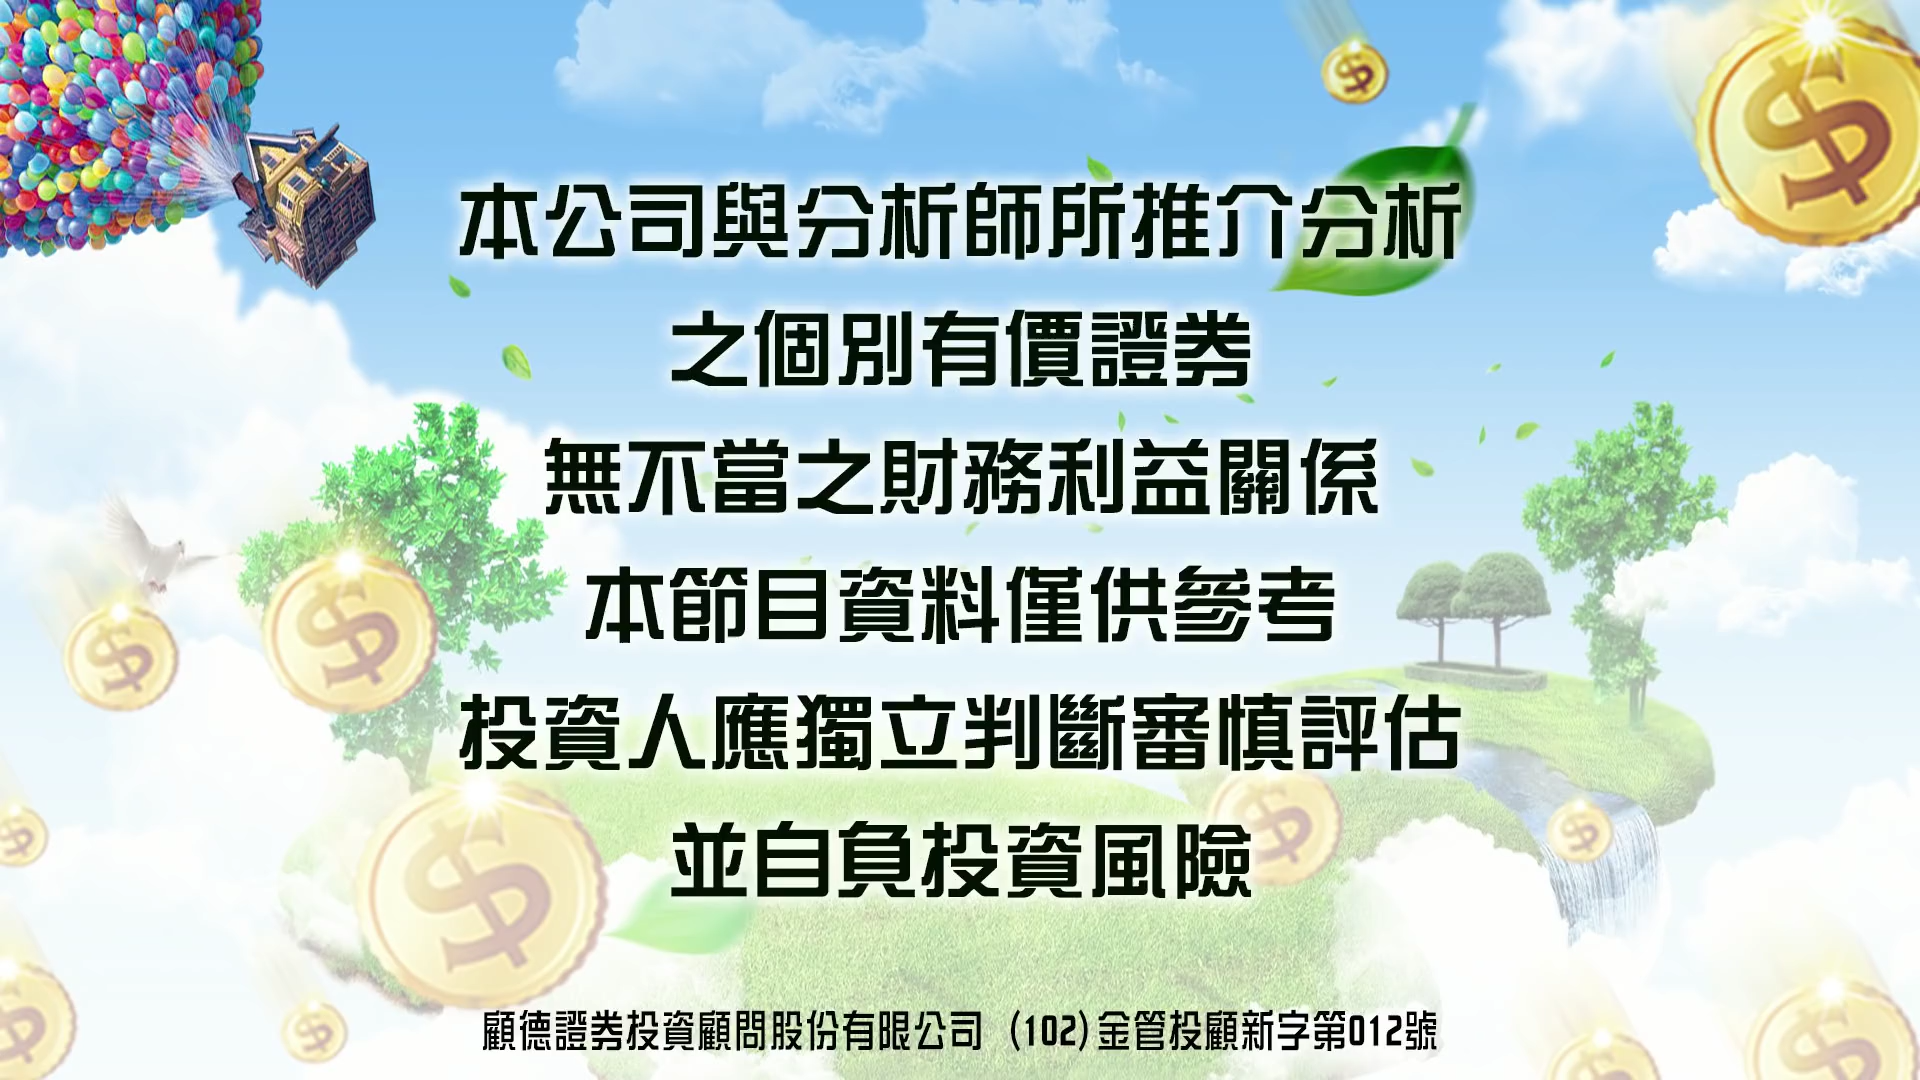 本公司與分析師所推介分析
之個別有價證券
無不當之財務利益關係
本節目資料僅供參考
投資人應獨立判斷審慎評估
並自負投資風險
顧德證券投資顧問股份有限公司 (102)金管投顧新字第012號